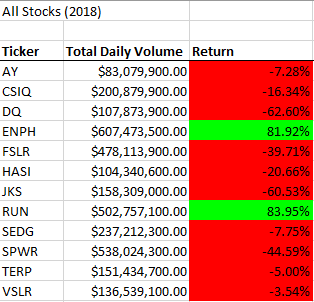 All Stocks (2018)
Ticker Total Daily Volume Return
AY $83,079,900.00 -7.28%
CSIQ $200,879,900.00 -16.34%
DQ $107,873,900.00 -62.60%
ENPH $607,473,500.00 81.92%
FSLR $478,113,900.00 -39.71%
HASI $104,340,600.00 -20.66%
JKS $158,309,000.00 -60.53%
RUN $502,757,100.00 83.95%
SEDG $237,212,300.00 -7.75%
SPWR $538,024,300.00 -44.59%
TERP $151,434,700.00 -5.00%
VSLR $136,539,100.00 -3.54%